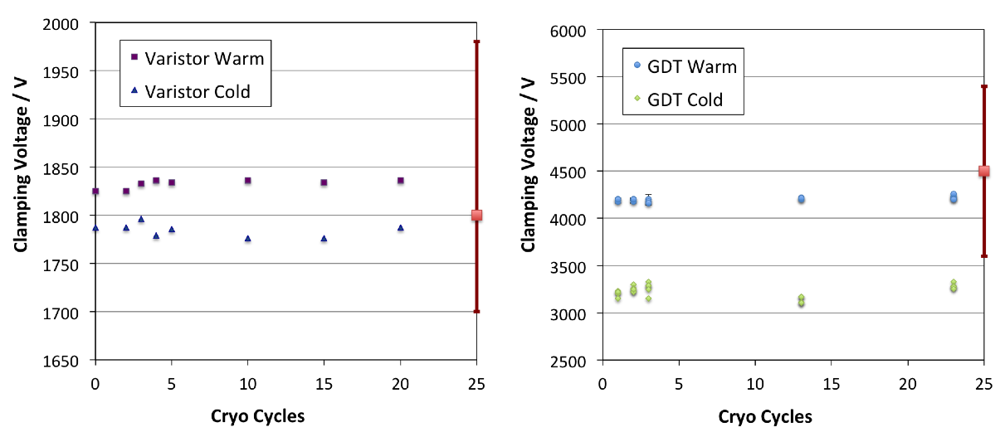 2000
1950
1900
1850
1800
1750
1700
1650
Clamping Voltage / V
Varistor Warm
Varistor Cold
0 5 10 15 20 25
Cryo Cycles
6000
5500
5000
4500
4000
3500
3000
2500
Clamping Voltage / V
GDT Warm
GDT Cold
0 5 10 15 20 25
Cryo Cycles